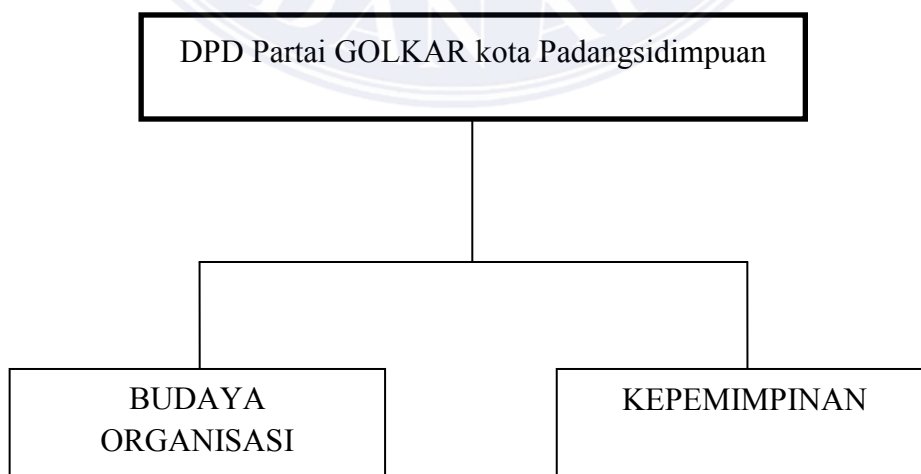 DPD Partai GOLKAR kota Padangsidimpuan
BUDAYA
ORGANISASI
KEPEMIMPINAN